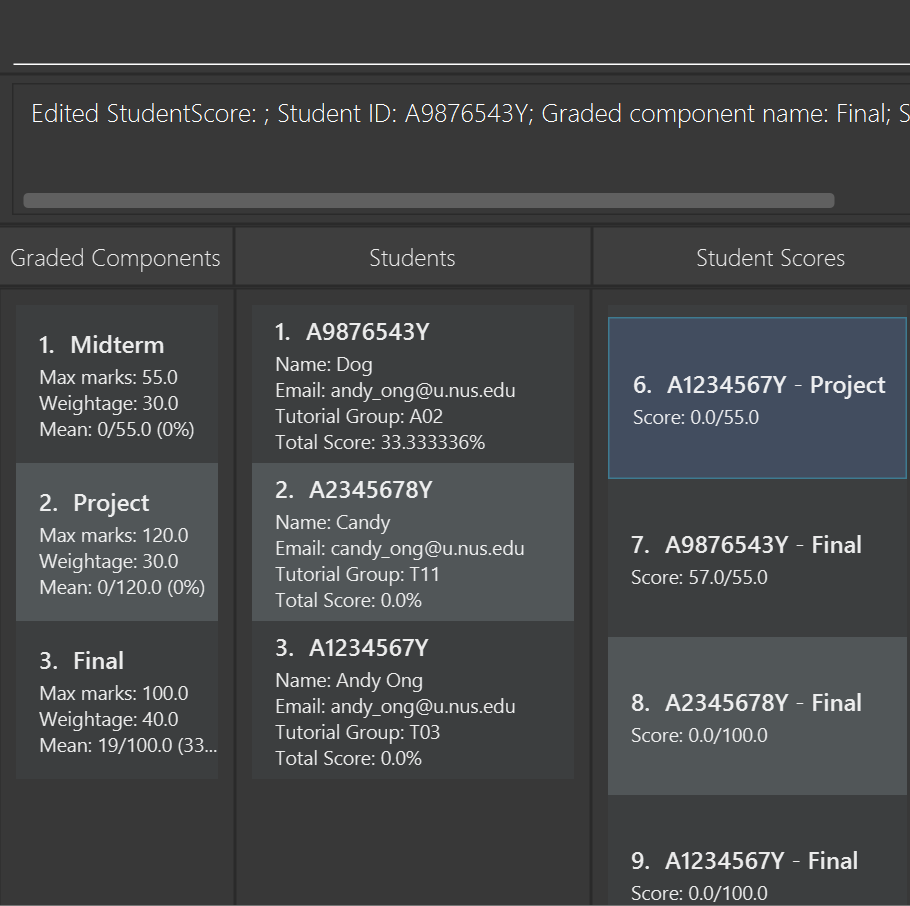 Edited StudentScore: ; Student ID: A9876543Y; Graded component name: Final; S
Graded Components
Students
Student Scores
1. Midterm
Max marks: 55.0
Weightage: 30.0
Mean: 0/55.0 (0%)
2. Project
Max marks: 120.0
Weightage: 30.0
Mean: 0/120.0 (0%)
3. Final
Max marks: 100.0
Weightage: 40.0
Mean: 19/100.0 (33...
1. A9876543Y
Name: Dog
Email: andy_ong@u.nus.edu
Tutorial Group: A02
Total Score: 33.333336%
2. A2345678Y
Name: Candy
Email: candy_ong@u.nus.edu
Tutorial Group: T11
Total Score: 0.0%
3. A1234567Y
Name: Andy Ong
Email: andy_ong@u.nus.edu
Tutorial Group: T03
Total Score: 0.0%
6. A1234567Y - Project
Score: 0.0/55.0
7. A9876543Y - Final
Score: 57.0/55.0
8. A2345678Y - Final
Score: 0.0/100.0
9. A1234567Y - Final
Score: 0.0/100.0